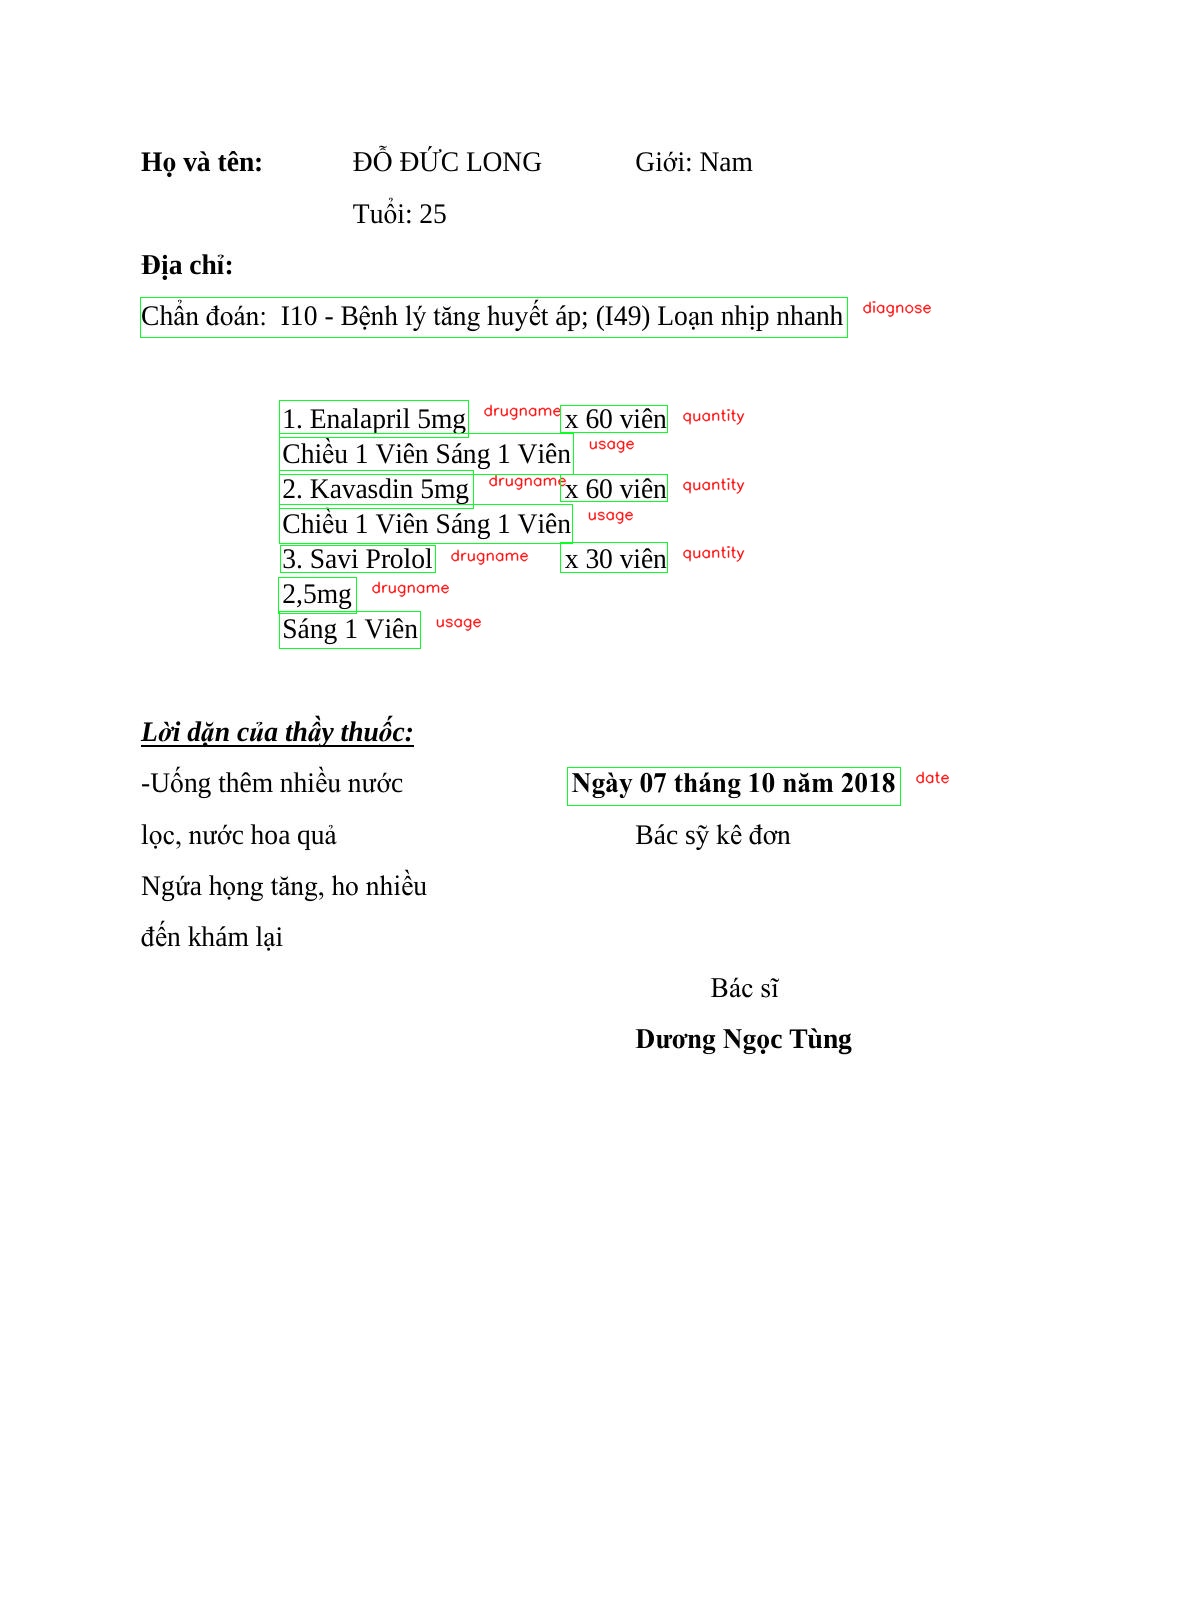 Họ và tên: ĐỖ ĐỨC LONG Giới: Nam
Tuổi: 25
Địa chỉ:
Chẩn đoán: I10 - Bệnh lý tăng huyết áp; (I49) Loạn nhịp nhanh diagnose
1. Enalapril 5mg drugname x 60 viên quantity
Chiều 1 Viên Sáng 1 Viên usage
2. Kavasdin 5mg drugname x 60 viên quantity
Chiều 1 Viên Sáng 1 Viên usage
3. Savi Prolol drugname x 30 viên quantity
2,5mg drugname
Sáng 1 Viên usage
Lời dặn của thầy thuốc:
-Uống thêm nhiều nước Ngày 07 tháng 10 năm 2018 date
lọc, nước hoa quả Bác sỹ kê đơn
Ngứa họng tăng, ho nhiều
đến khám lại
Bác sĩ
Dương Ngọc Tùng